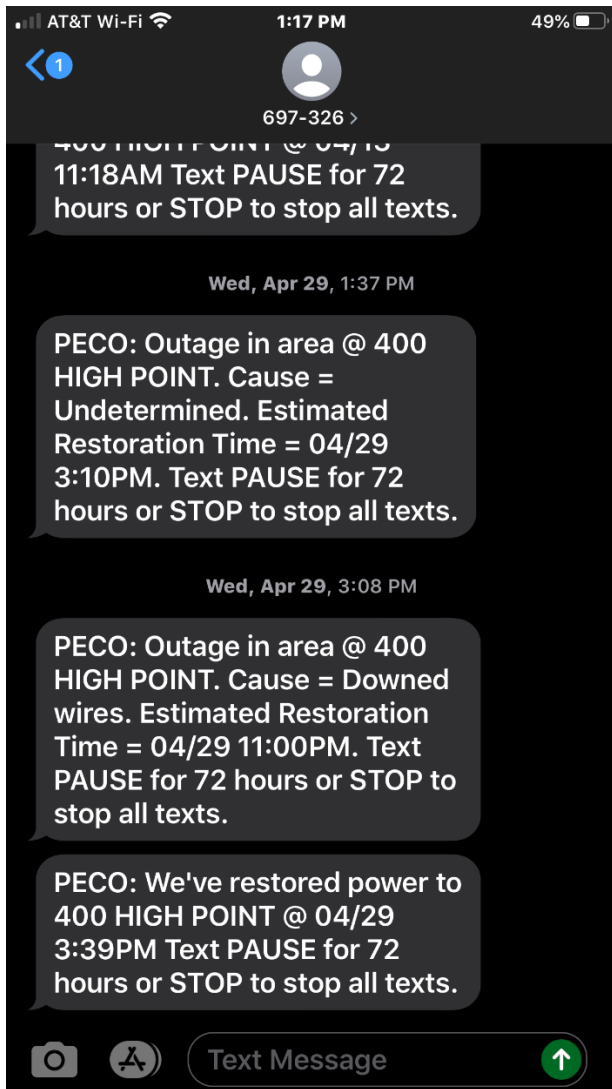 AT&T Wi-Fi 1:17 PM 49%
1
697-326 >
400 HIGH POINT @ 04/13
11:18AM Text PAUSE for 72
hours or STOP to stop all texts.
Wed, Apr 29, 1:37 PM
PECO: Outage in area @ 400
HIGH POINT. Cause =
Undetermined. Estimated
Restoration Time = 04/29
3:10PM. Text PAUSE for 72
hours or STOP to stop all texts.
Wed, Apr 29, 3:08 PM
PECO: Outage in area @ 400
HIGH POINT. Cause = Downed
wires. Estimated Restoration
Time = 04/29 11:00PM. Text
PAUSE for 72 hours or STOP to
stop all texts.
PECO: We've restored power to
400 HIGH POINT @ 04/29
3:39PM Text PAUSE for 72
hours or STOP to stop all texts.
Text Message